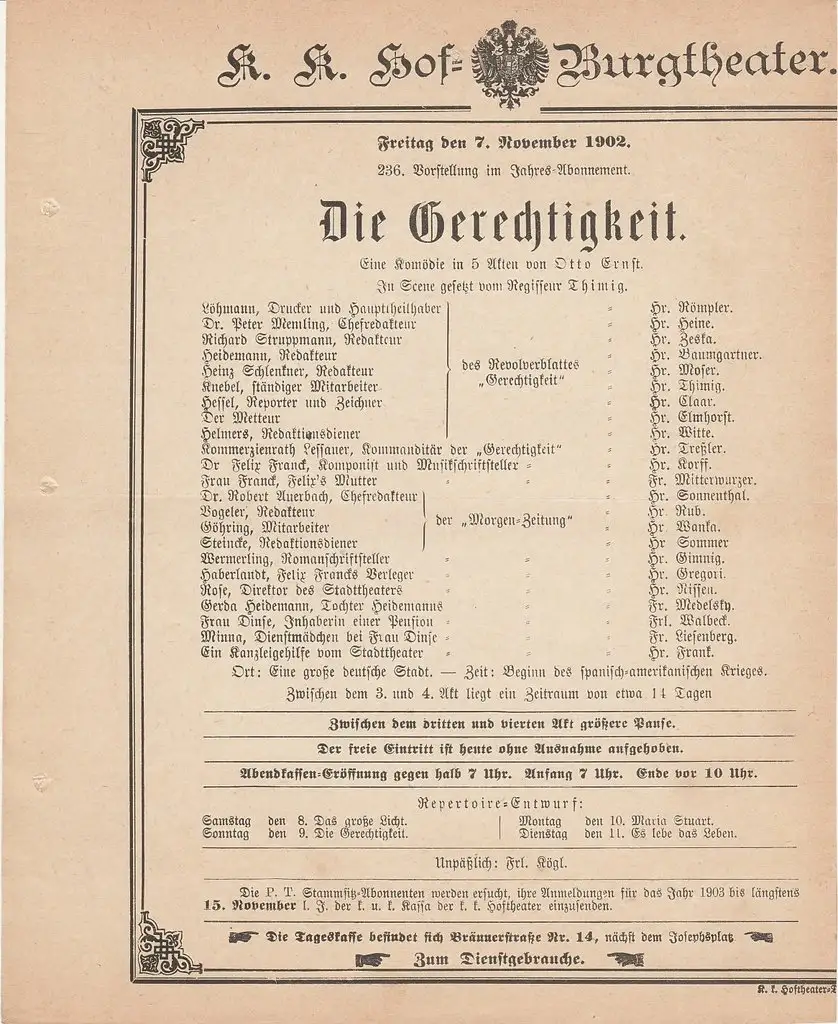 K. K. Hof-Burgtheater.
Freitag den 7. November 1902.
236. Vorstellung im Jahres-Abonnement.
Die Gerechtigkeit.
Eine Komödie in 5 Akten von Otto Ernst.
In Scene gesetzt vom Regisseur Thimig.
Löhmann, Drucker und Haupttheilhaber - Hr. Römpler.
Dr. Peter Memling, Chefredakteur - Hr. Heine.
Richard Struppmann, Redakteur - Hr. Zeska.
Heidemann, Redakteur - Hr. Baumgartner.
des Revolverblattes
Heinz Schlenkner, Redakteur - Hr. Moser.
„Gerechtigkeit“
Knebel, ständiger Mitarbeiter - Hr. Thimig.
Hessel, Reporter und Zeichner - Hr. Claar.
Der Metteur - Hr. Elmhorst.
Helmers, Redaktionsdiener - Hr. Witte.
Kommerzienrath Lessauer, Kommanditär der „Gerechtigkeit“ - Hr. Treßler.
Dr Felix Franck, Komponist und Musikschriftsteller - - Hr. Korff.
Frau Franck, Felix's Mutter - - - Fr. Mitterwurzer.
Dr. Robert Auerbach, Chefredakteur - Hr. Sonnenthal.
Vogeler, Redakteur - Hr. Rub.
der „Morgen-Zeitung“
Göhring, Mitarbeiter - Hr. Wanka.
Steincke, Redaktionsdiener - Hr Sommer
Wermerling, Romanschriftsteller - - - Hr. Gimnig.
Haberlandt, Felix Francks Verleger - - - Hr. Gregori.
Rose, Direktor des Stadttheaters - - - Hr. Nissen.
Gerda Heidemann, Tochter Heidemanns - - - Fr. Medelsky.
Frau Dinse, Inhaberin einer Pension - - - Frl. Walbeck.
Minna, Dienstmädchen bei Frau Dinse - - - Fr. Liesenberg.
Ein Kanzleigehilfe vom Stadttheater - - - Hr. Frank.
Ort: Eine große deutsche Stadt. — Zeit: Beginn des spanisch-amerikanischen Krieges.
Zwischen dem 3. und 4. Akt liegt ein Zeitraum von etwa 14 Tagen
Zwischen dem dritten und vierten Akt größere Pause.
Der freie Eintritt ist heute ohne Ausnahme aufgehoben.
Abendkassen-Eröffnung gegen halb 7 Uhr. Anfang 7 Uhr. Ende vor 10 Uhr.
Repertoire-Entwurf:
Samstag den 8. Das große Licht. Montag den 10. Maria Stuart.
Sonntag den 9. Die Gerechtigkeit. Dienstag den 11. Es lebe das Leben.
Unpäßlich: Frl. Kögl.
Die P. T. Stammsitz-Abonnenten werden ersucht, ihre Anmeldungen für das Jahr 1903 bis längstens
15. November l. J. der k. u. k. Kassa der k. k. Hoftheater einzusenden.
Die Tageskasse befindet sich Bräunerstraße Nr. 14, nächst dem Josephsplatz
Zum Dienstgebrauche.
K. k. Hoftheater-